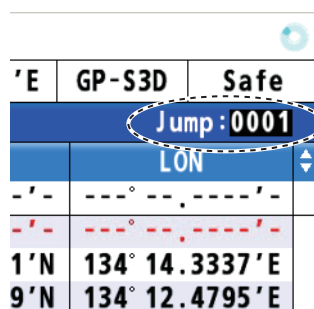 'E GP-S3D Safe
Jump:0001
LON
-'- ---° --.----'-
-'- ---° --.----'-
1'N 134° 14.3337'E
9'N 134° 12.4795'E